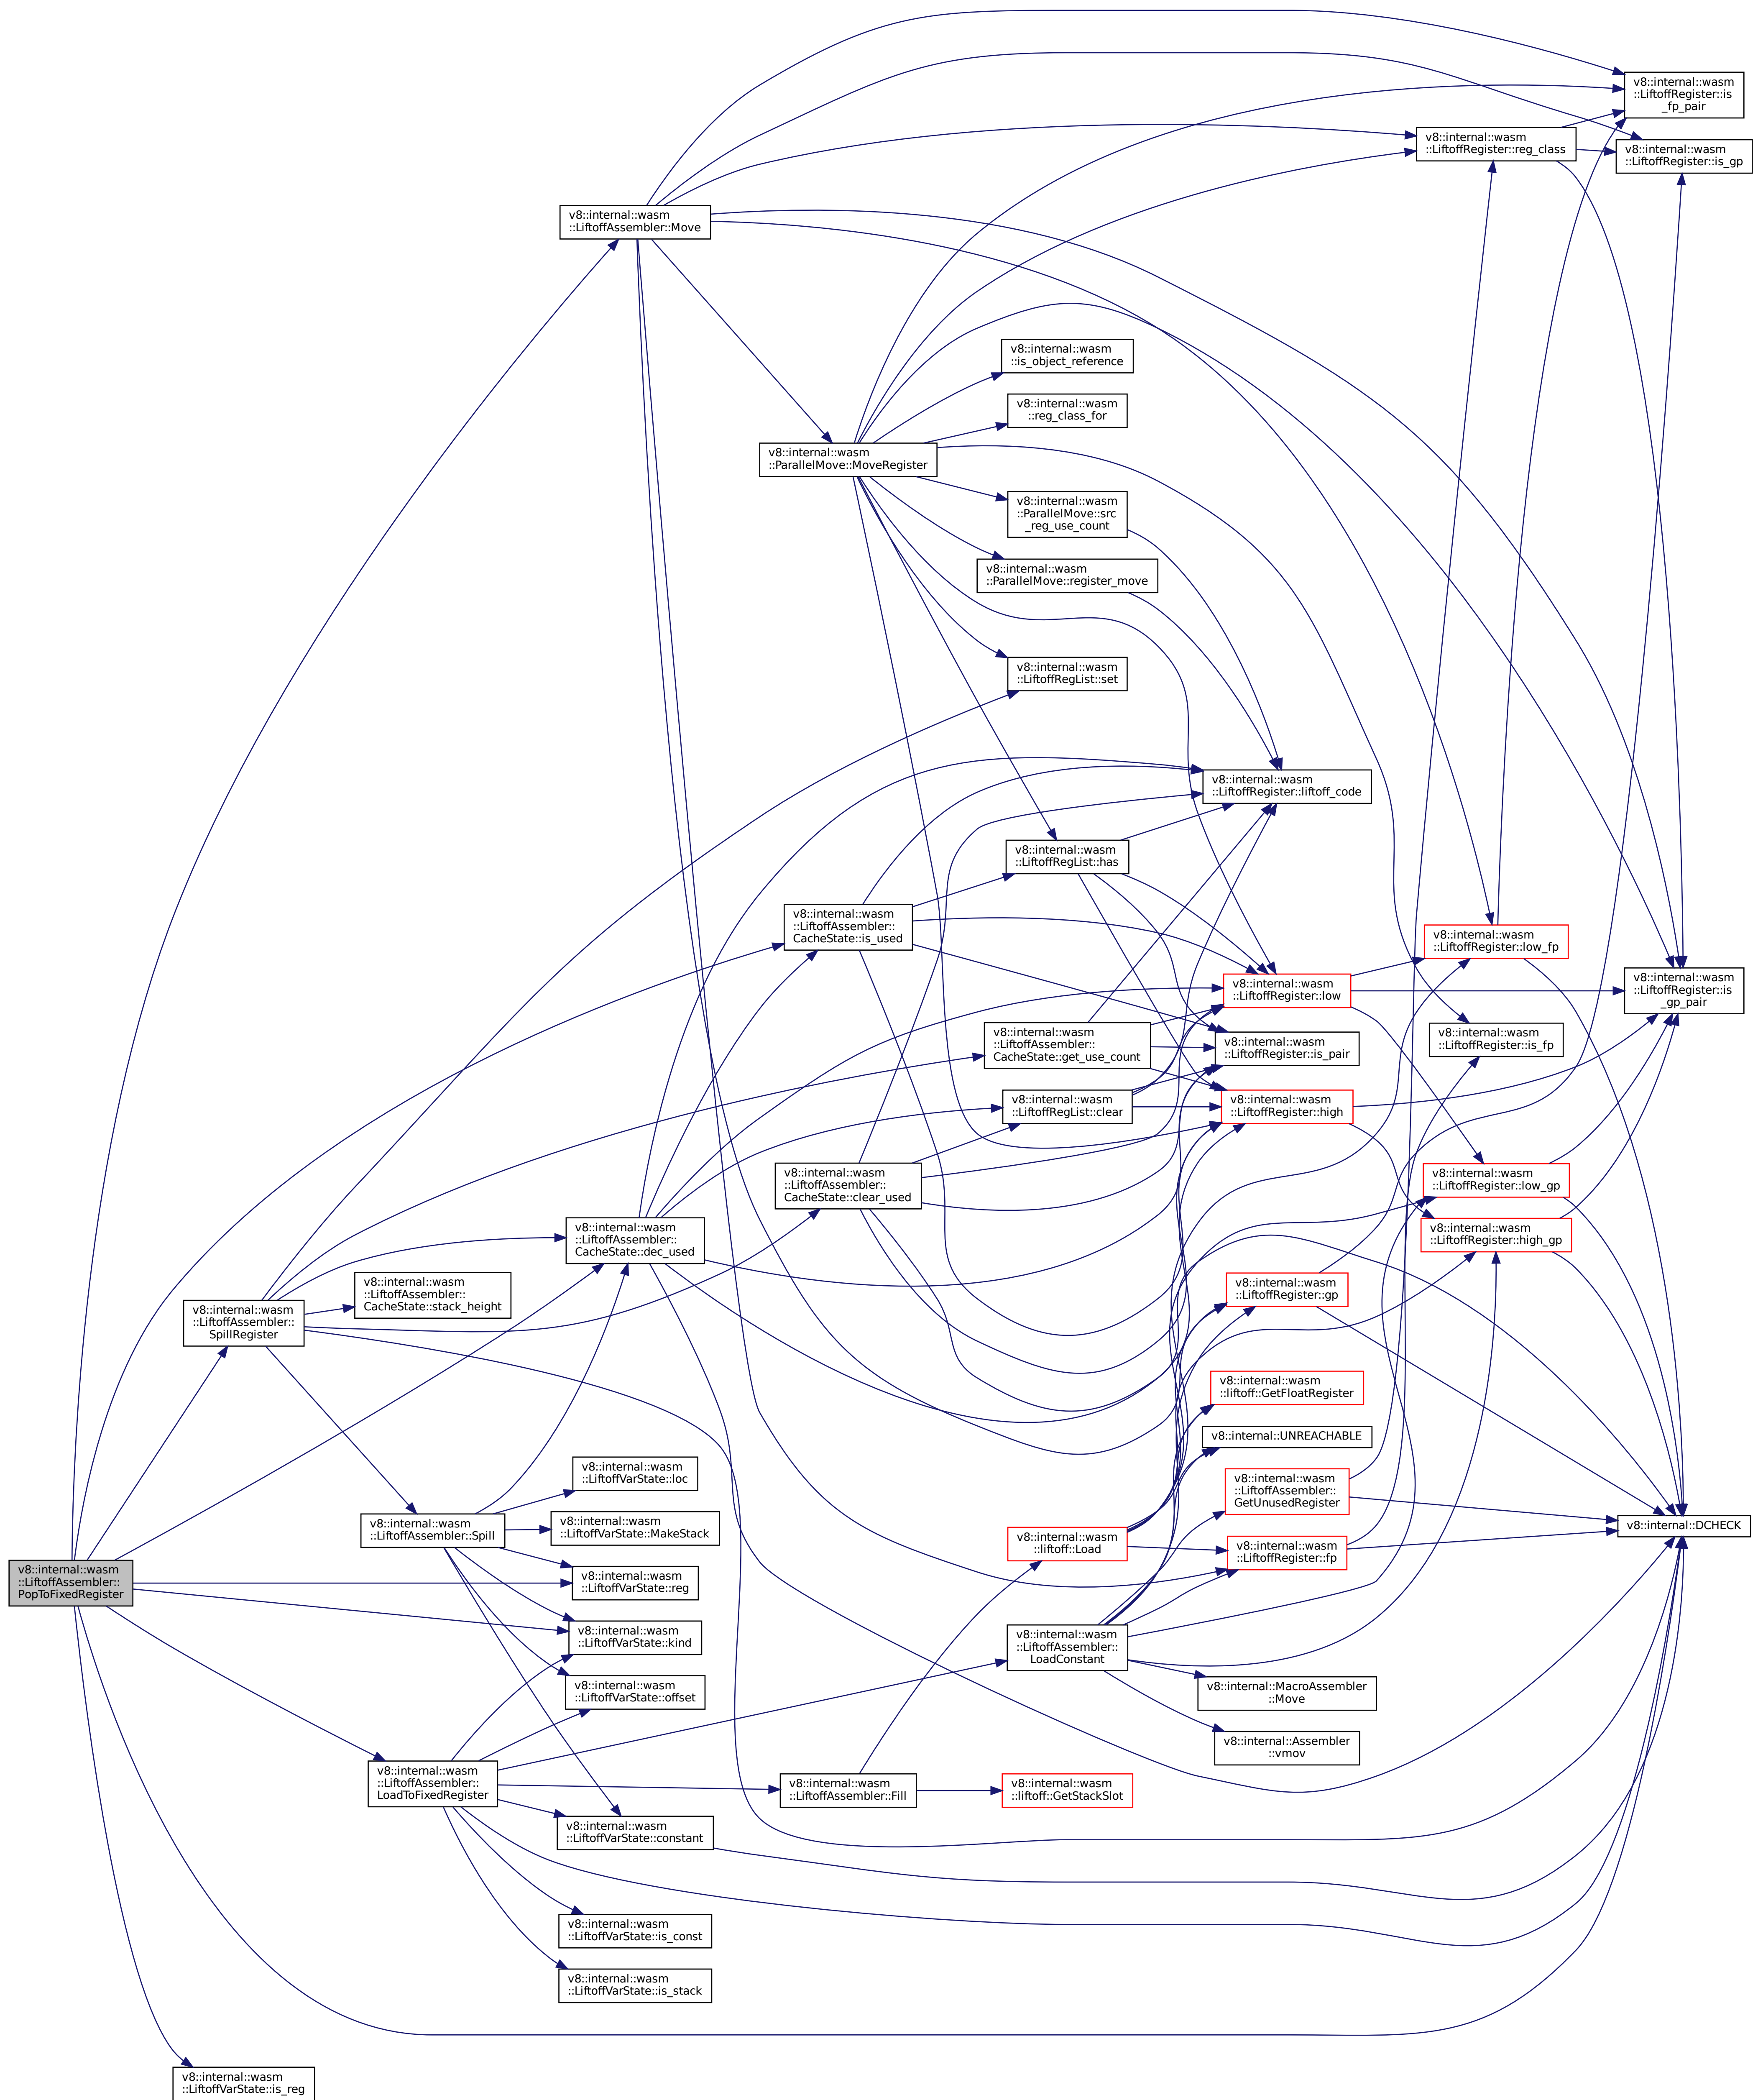 v8::internal::wasm
::LiftoffRegister::is
_fp_pair
v8::internal::wasm
::LiftoffRegister::reg_class
v8::internal::wasm
::LiftoffRegister::is_gp
v8::internal::wasm
::LiftoffAssembler::Move
v8::internal::wasm
::is_object_reference
v8::internal::wasm
::reg_class_for
v8::internal::wasm
::ParallelMove::MoveRegister
v8::internal::wasm
::ParallelMove::src
_reg_use_count
v8::internal::wasm
::ParallelMove::register_move
v8::internal::wasm
::LiftoffRegList::set
v8::internal::wasm
::LiftoffRegister::liftoff_code
v8::internal::wasm
::LiftoffRegList::has
v8::internal::wasm
::LiftoffAssembler::
CacheState::is_used
v8::internal::wasm
::LiftoffRegister::low_fp
v8::internal::wasm
::LiftoffRegister::low
v8::internal::wasm
::LiftoffRegister::is
_gp_pair
v8::internal::wasm
::LiftoffAssembler::
CacheState::get_use_count
v8::internal::wasm
::LiftoffRegister::is_pair
v8::internal::wasm
::LiftoffRegister::is_fp
v8::internal::wasm
::LiftoffRegList::clear
v8::internal::wasm
::LiftoffRegister::high
v8::internal::wasm
::LiftoffAssembler::
CacheState::clear_used
v8::internal::wasm
::LiftoffRegister::low_gp
v8::internal::wasm
::LiftoffAssembler::
CacheState::dec_used
v8::internal::wasm
::LiftoffRegister::high_gp
v8::internal::wasm
::LiftoffAssembler::
CacheState::stack_height
v8::internal::wasm
::LiftoffRegister::gp
v8::internal::wasm
::LiftoffAssembler::
SpillRegister
v8::internal::wasm
::liftoff::GetFloatRegister
v8::internal::UNREACHABLE
v8::internal::wasm
::LiftoffVarState::loc
v8::internal::wasm
::LiftoffAssembler::
GetUnusedRegister
v8::internal::wasm
::LiftoffAssembler::Spill
v8::internal::wasm
::LiftoffVarState::MakeStack
v8::internal::DCHECK
v8::internal::wasm
::liftoff::Load
v8::internal::wasm
::LiftoffRegister::fp
v8::internal::wasm
::LiftoffAssembler::
PopToFixedRegister
v8::internal::wasm
::LiftoffVarState::reg
v8::internal::wasm
::LiftoffVarState::kind
v8::internal::wasm
::LiftoffAssembler::
LoadConstant
v8::internal::wasm
::LiftoffVarState::offset
v8::internal::MacroAssembler
::Move
v8::internal::Assembler
::vmov
v8::internal::wasm
::LiftoffAssembler::
LoadToFixedRegister
v8::internal::wasm
::LiftoffAssembler::Fill
v8::internal::wasm
::liftoff::GetStackSlot
v8::internal::wasm
::LiftoffVarState::constant
v8::internal::wasm
::LiftoffVarState::is_const
v8::internal::wasm
::LiftoffVarState::is_stack
v8::internal::wasm
::LiftoffVarState::is_reg